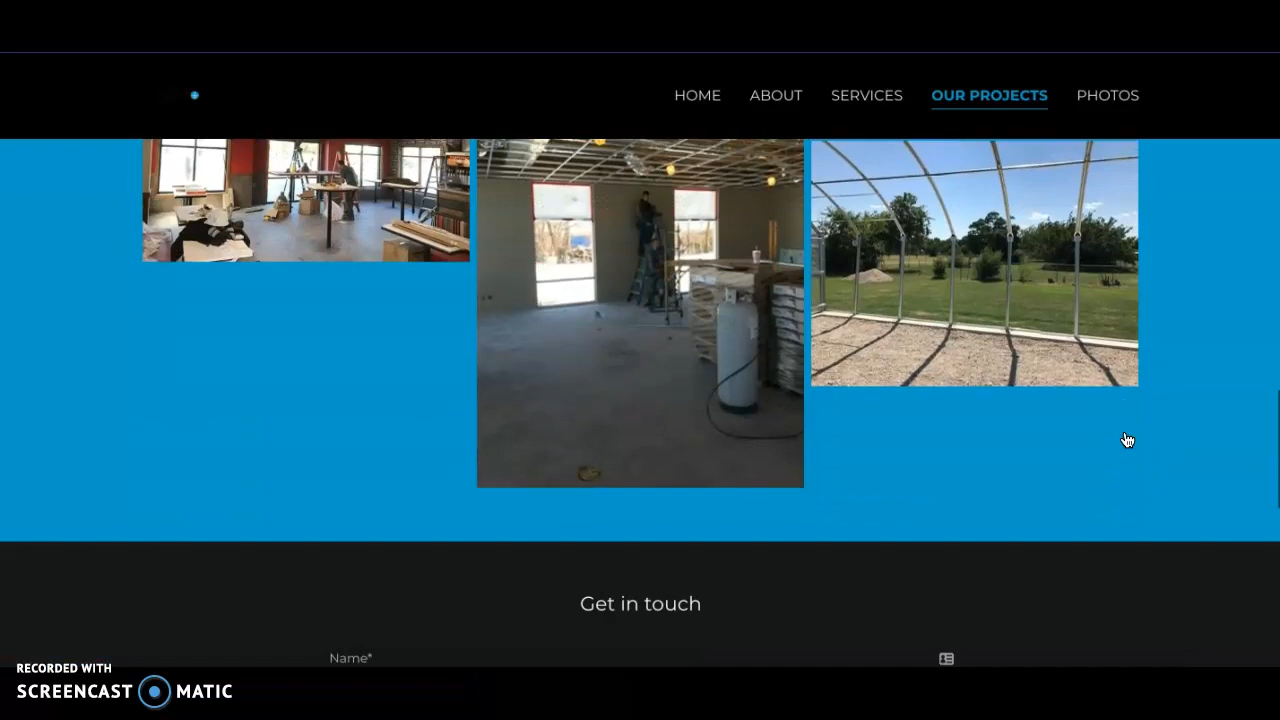 HOME ABOUT SERVICES OUR PROJECTS PHOTOS
Get in touch
Name*
RECORDED WITH
SCREENCAST MATIC